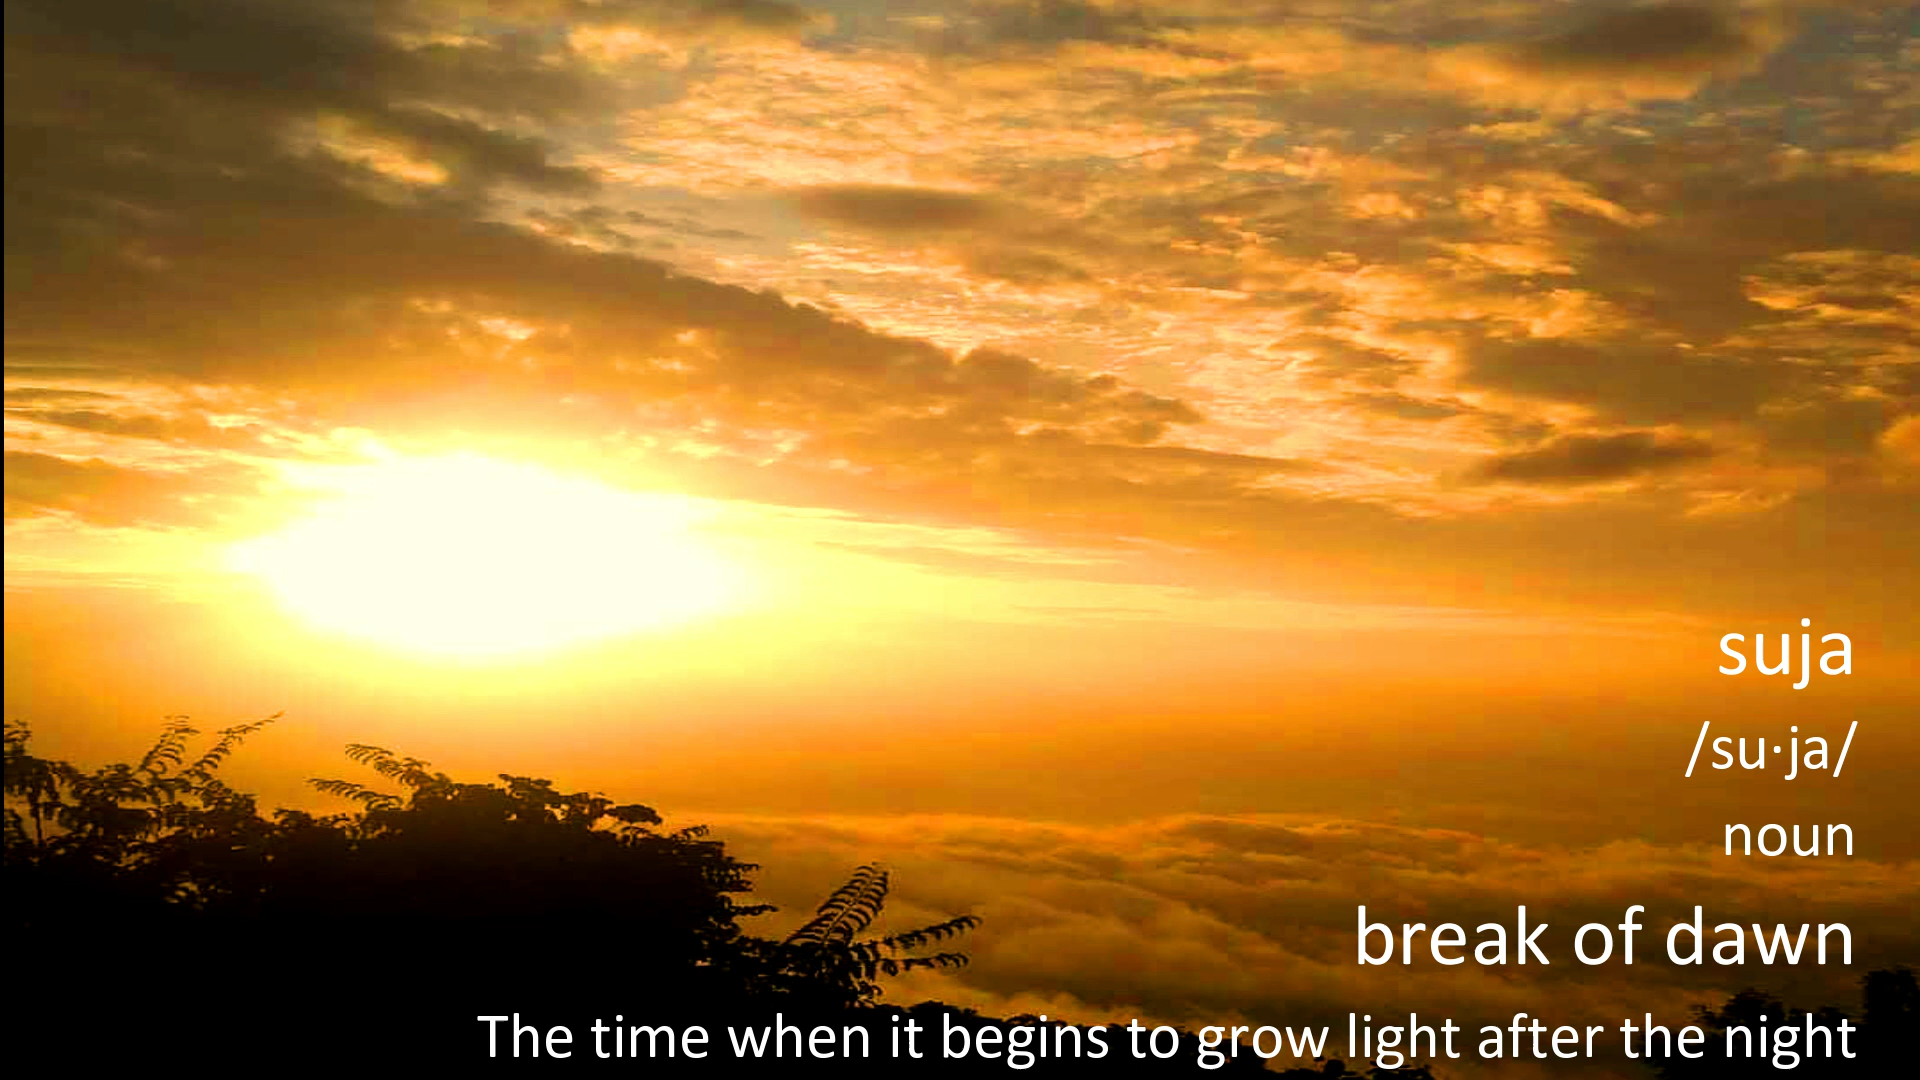 suja
/su·ja/
noun
break of dawn
The time when it begins to grow light after the night